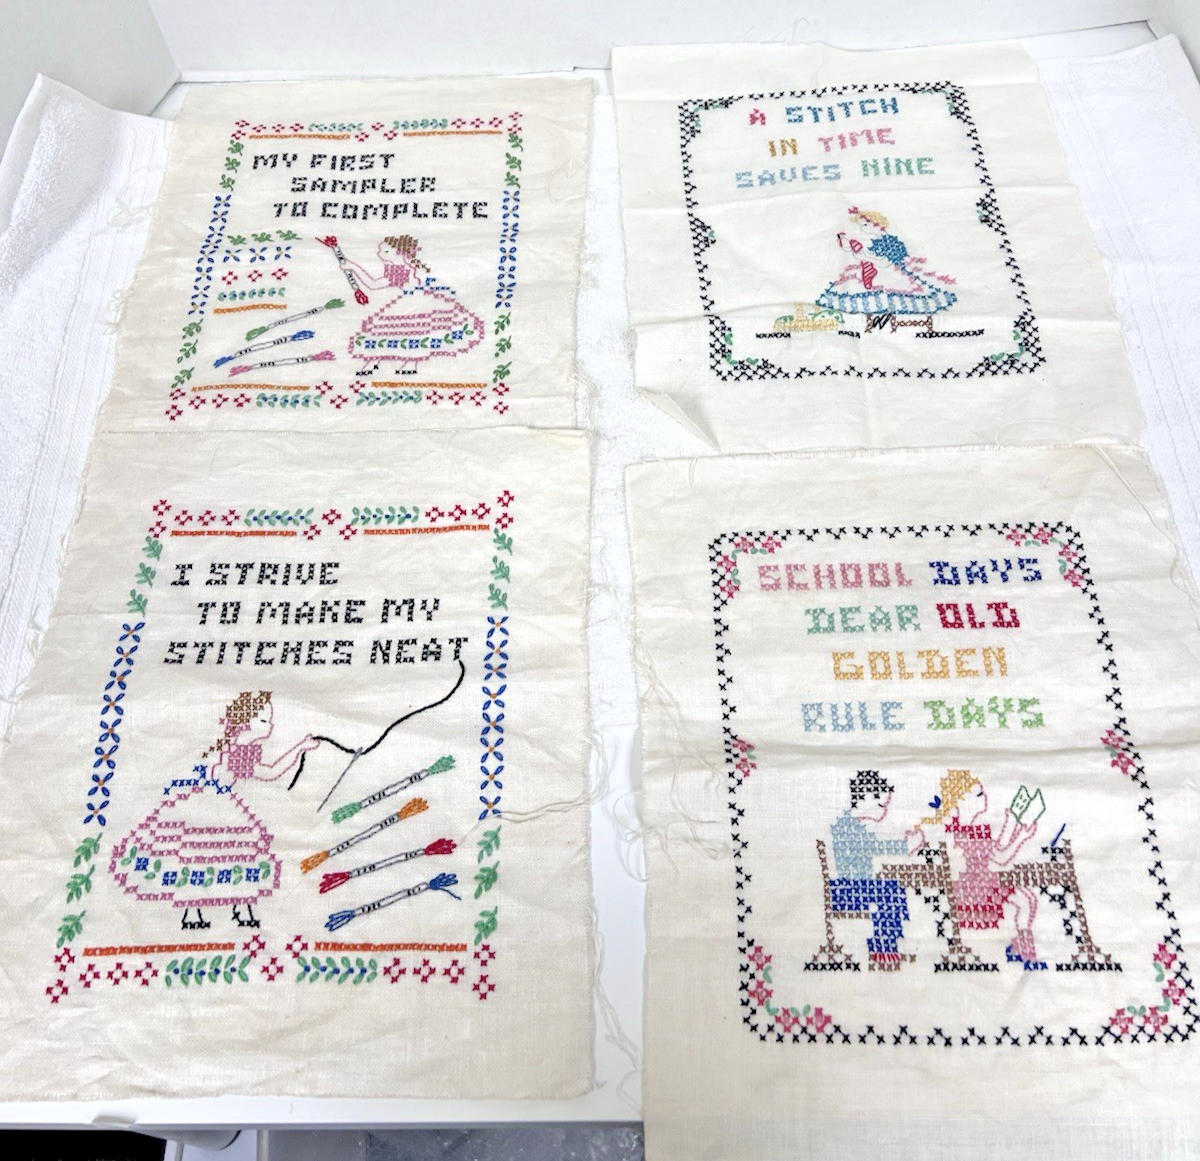 MY FIRST
SAMPLER
TO COMPLETE
A STITCH
IN TIME
SAVES NINE
I STRIVE
TO MAKE MY
STITCHES NEAT
SCHOOL DAYS
DEAR OLD
GOLDEN
RULE DAYS